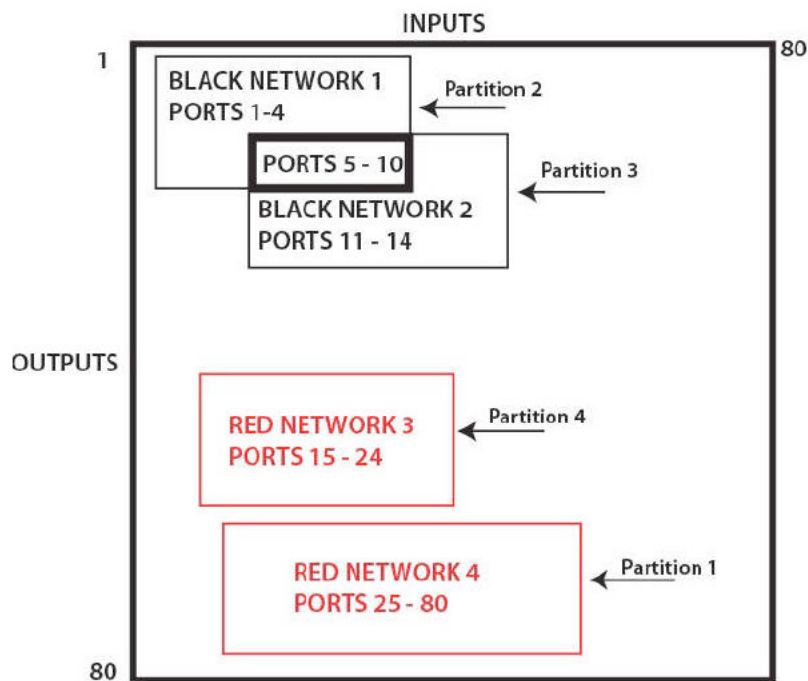 INPUTS
1
80
BLACK NETWORK 1
PORTS 1-4
Partition 2
PORTS 5 - 10
Partition 3
BLACK NETWORK 2
PORTS 11 - 14
OUTPUTS
RED NETWORK 3
PORTS 15 - 24
Partition 4
RED NETWORK 4
PORTS 25 - 80
Partition 1
80